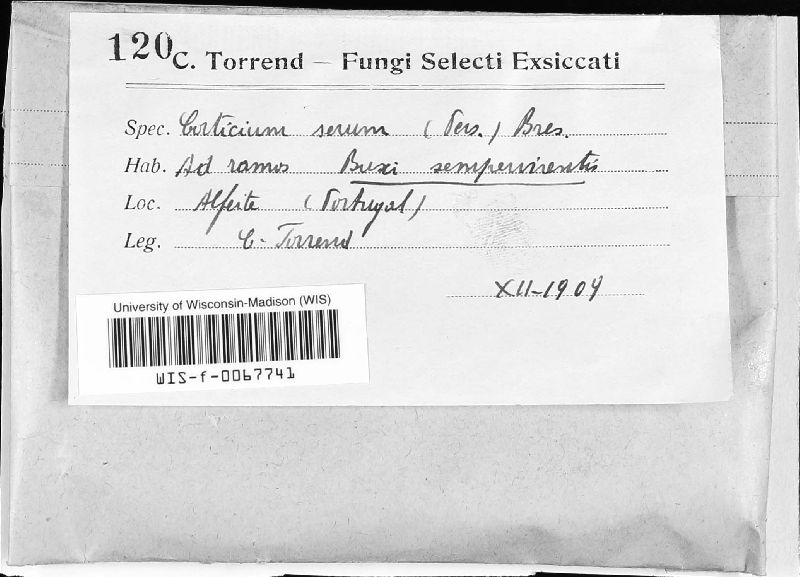 120 C. Torrend — Fungi Selecti Exsiccati
Spec. Corticium serum (Pers.) Bres.
Hab. Ad ramos Buxi sempervirentis
Loc. Alfeite (Portugal)
Leg. C. Torrend
XII-1909
University of Wisconsin-Madison (WIS)
WIS-f-0067741